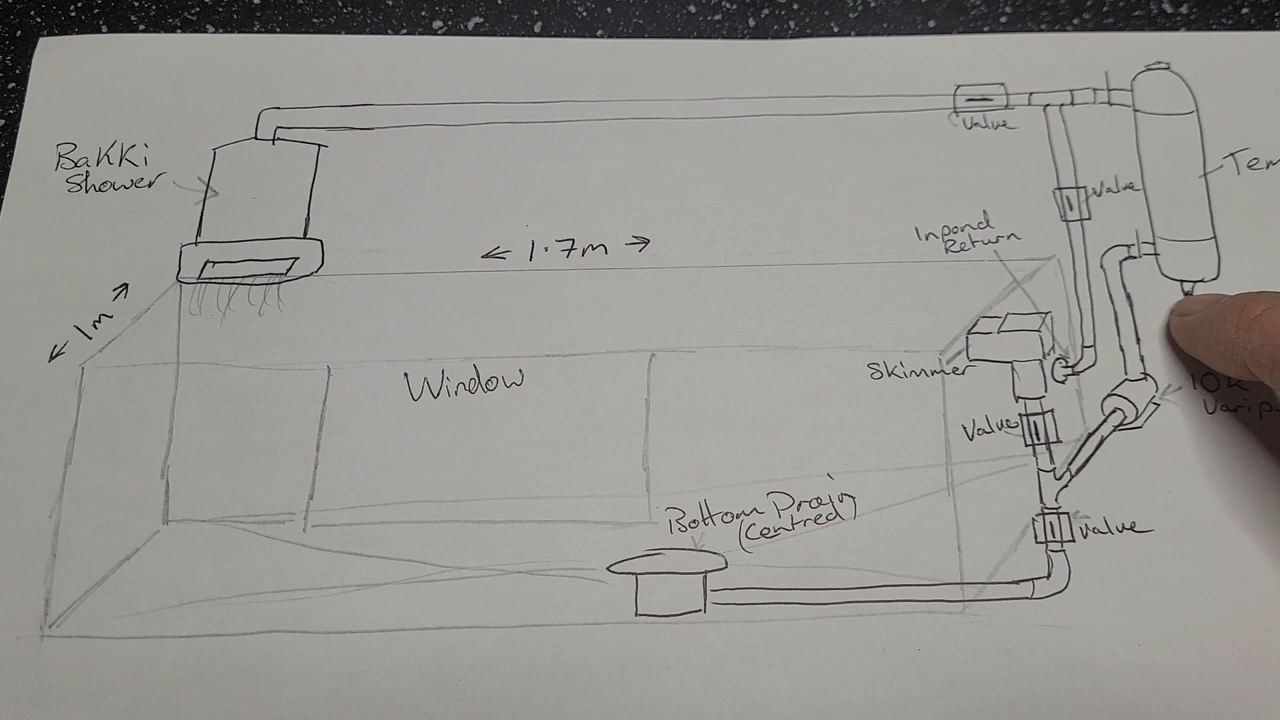 Bakki
Shower
Valve
Valve
Inpond
Return
← 1.7m →
← 1m →
Window
Skimmer
Valve
Bottom Drain
(Centred)
Valve